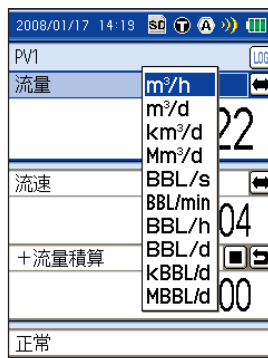 2008/01/17 14:19 SD T A
PV1 LOG
流量
m³/h
m³/d
km³/d
Mm³/d
BBL/s
BBL/min
BBL/h
BBL/d
kBBL/d
MBBL/d
22
流速
04
+流量積算
00
正常